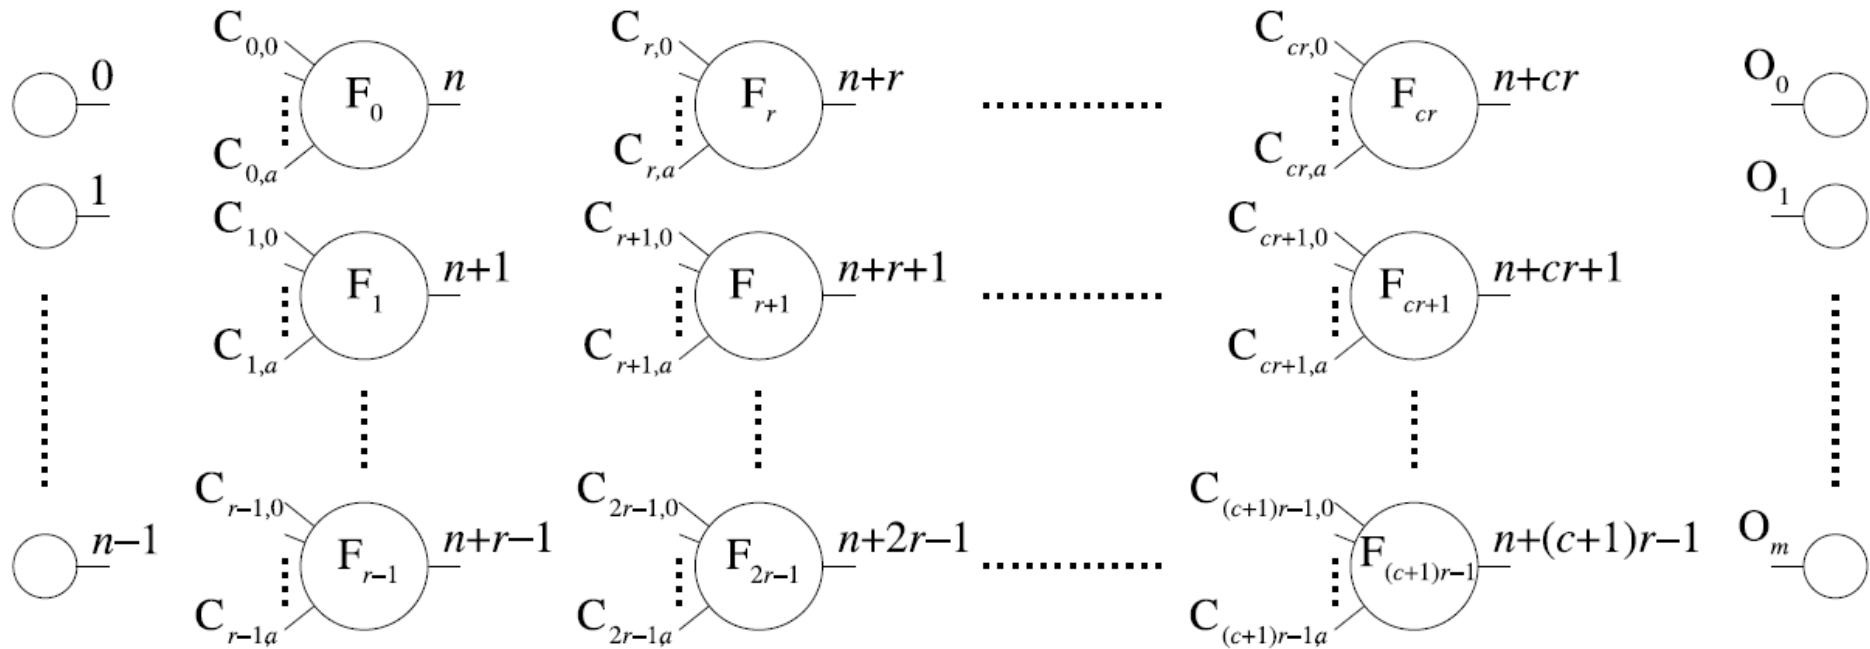 C0,0 Cr,0 Ccr,0
0 F0 n Fr n+r Fcr n+cr O0
C0,a Cr,a Ccr,a
1 O1
C1,0 Cr+1,0 Ccr+1,0
F1 n+1 Fr+1 n+r+1 Fcr+1 n+cr+1
C1,a Cr+1,a Ccr+1,a
Cr−1,0 C2r−1,0 C(c+1)r−1,0
n−1 Fr−1 n+r−1 F2r−1 n+2r−1 F(c+1)r−1 n+(c+1)r−1 Om
Cr−1,a C2r−1,a C(c+1)r−1,a